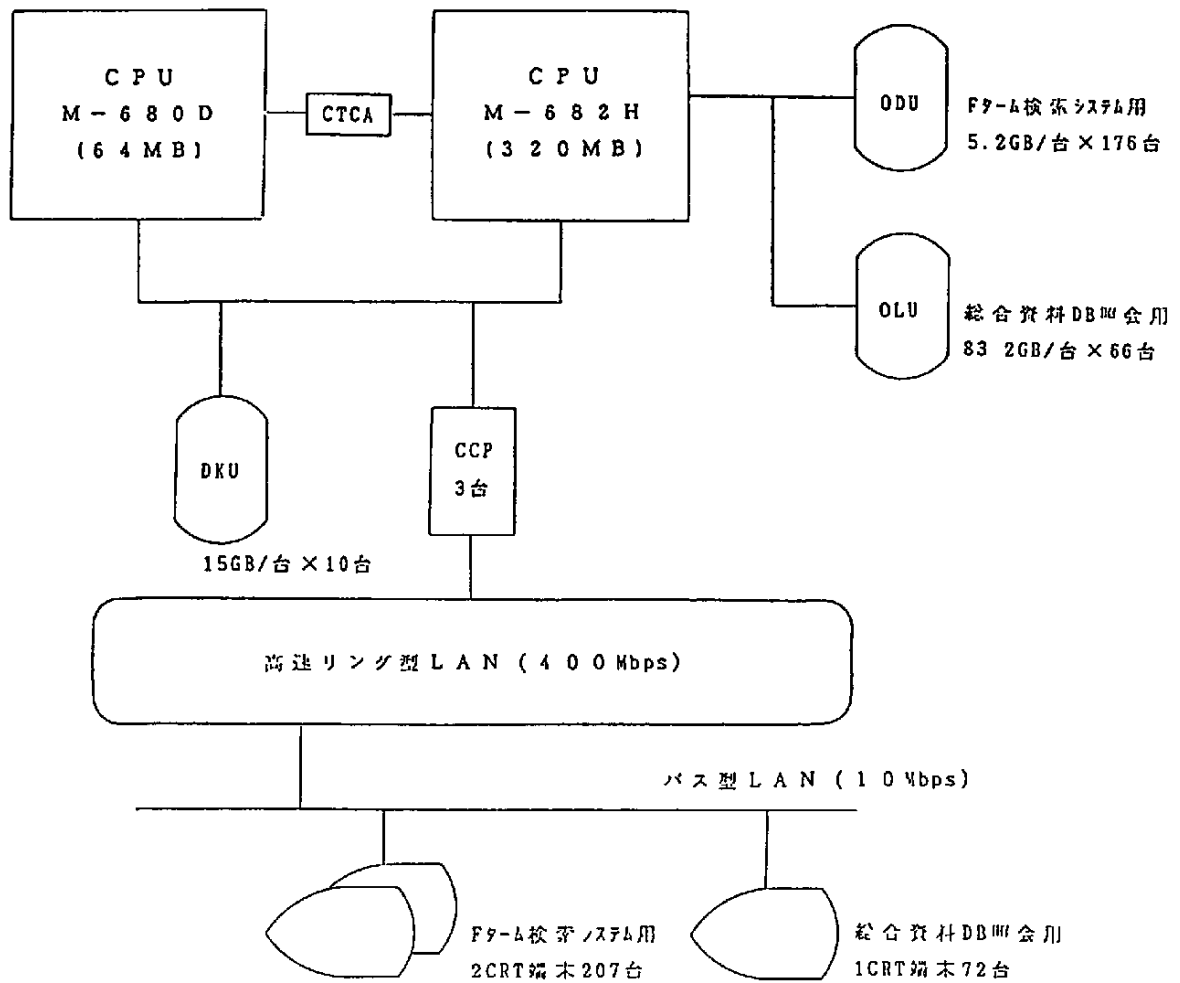 CPU
M-680D
(64MB)
CTCA
CPU
M-682H
(320MB)
ODU
Fターム検索システム用
5.2GB/台×176台
OLU
総合資料DB照会用
83 2GB/台×66台
DKU
15GB/台×10台
CCP
3台
高速リング型LAN(400Mbps)
バス型LAN(10Mbps)
Fターム検索システム用
2CRT端末207台
総合資料DB照会用
1CRT端末72台